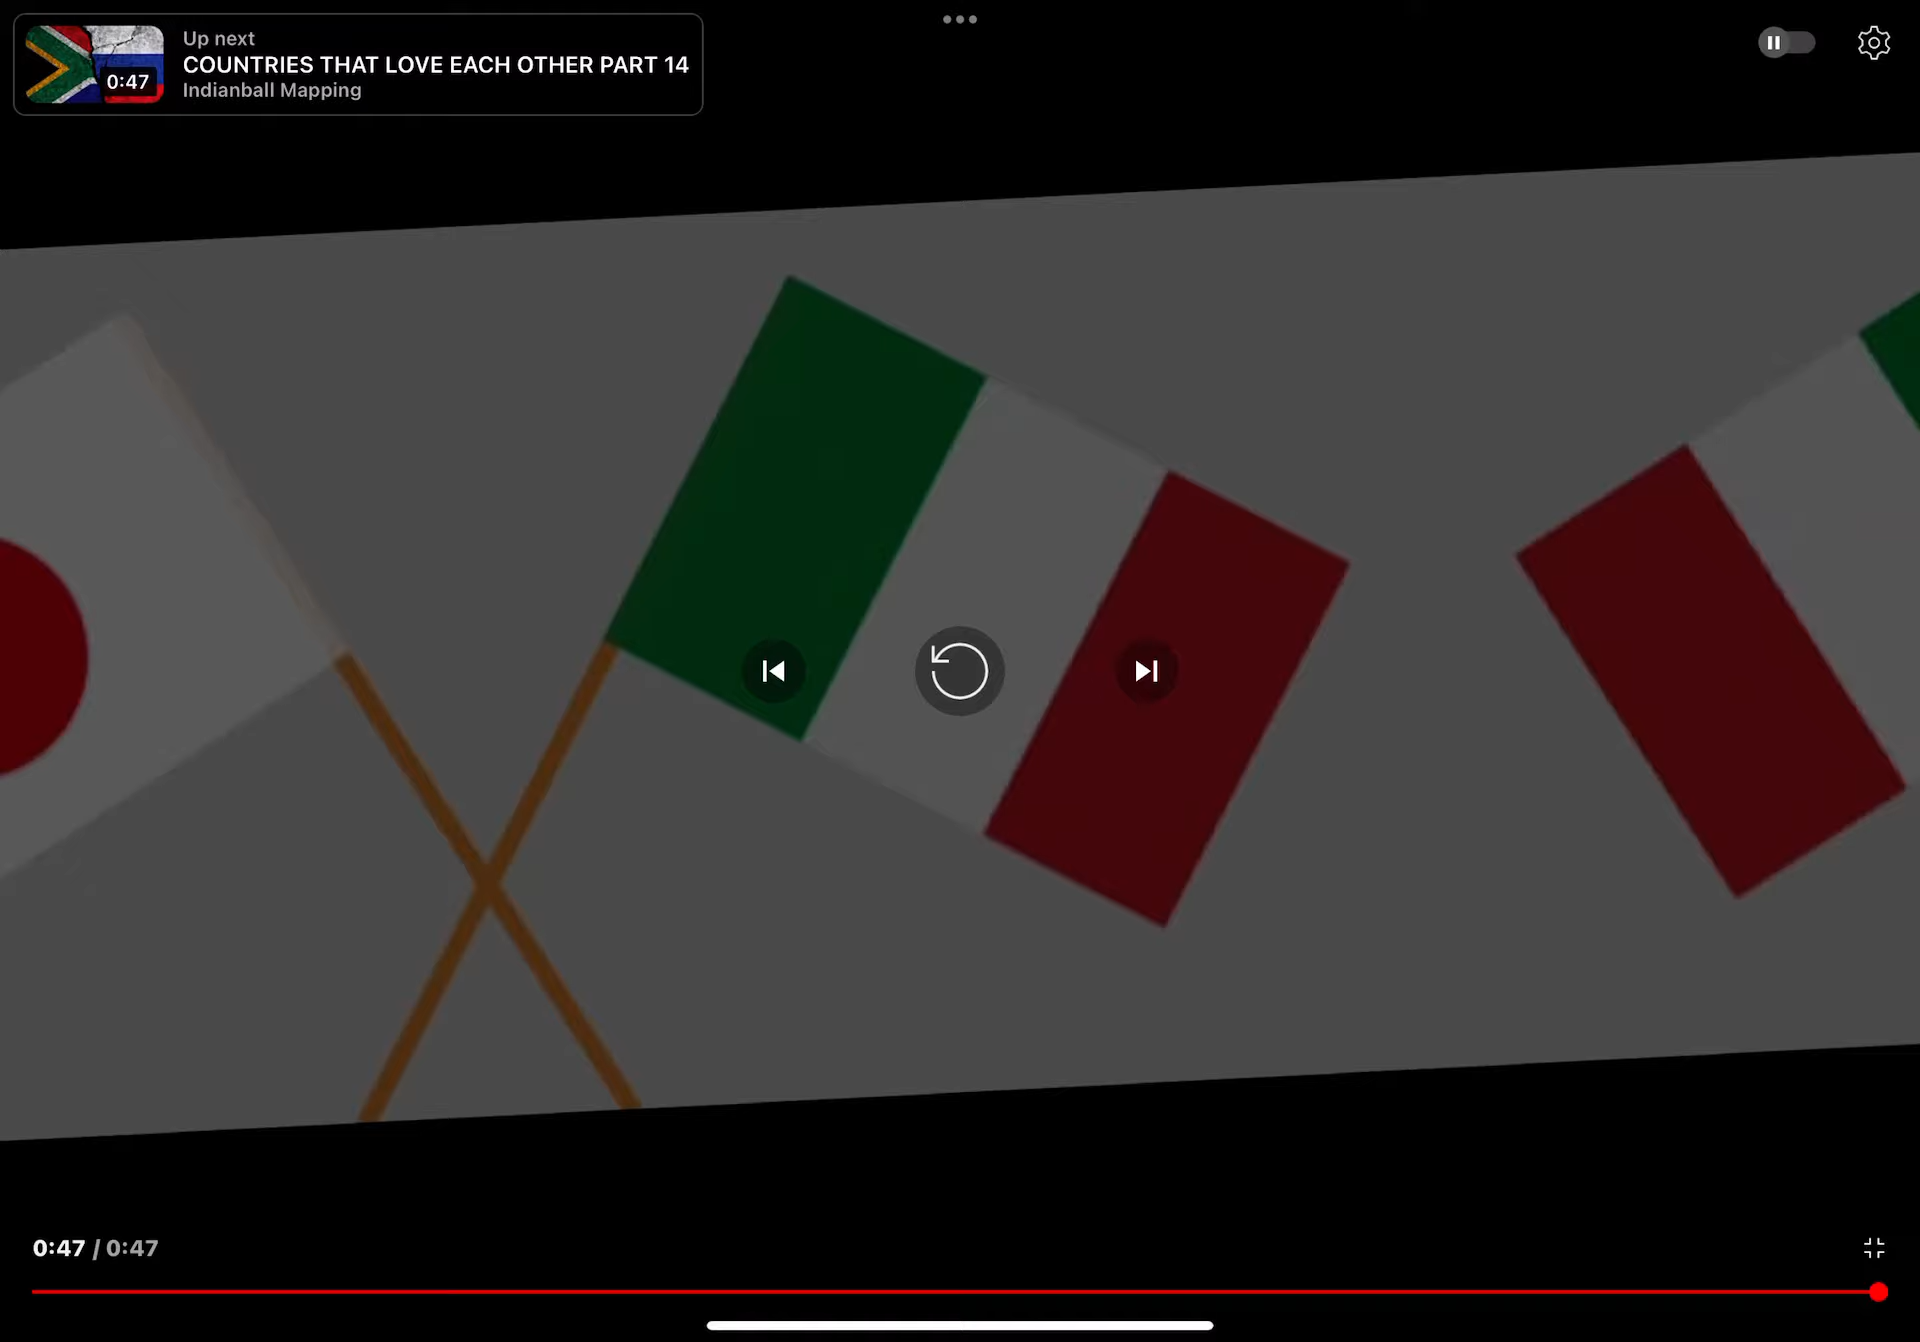 Up next
COUNTRIES THAT LOVE EACH OTHER PART 14
Indianball Mapping
0:47
0:47 / 0:47